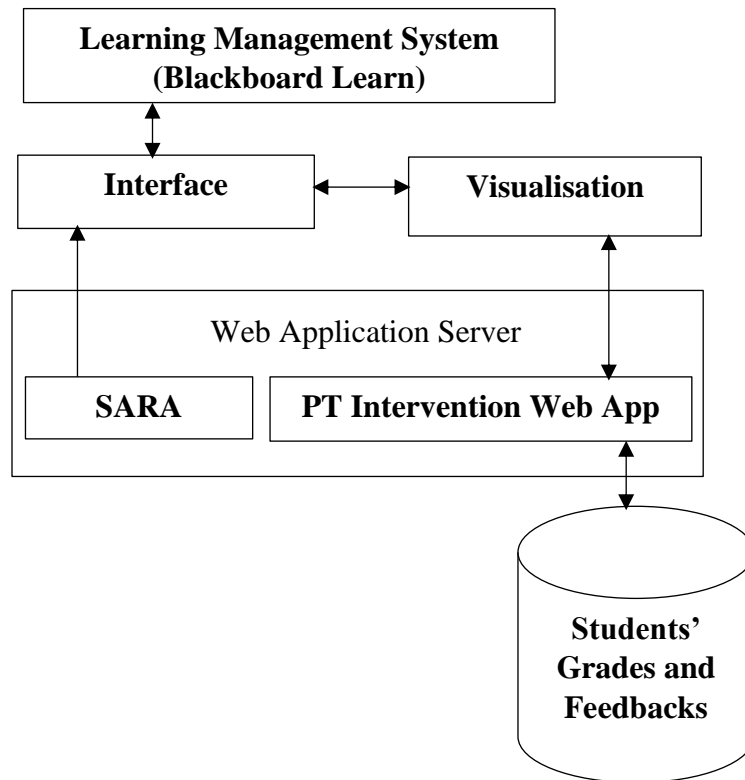 Learning Management System
(Blackboard Learn)
Interface
Visualisation
Web Application Server
SARA
PT Intervention Web App
Students’
Grades and
Feedbacks